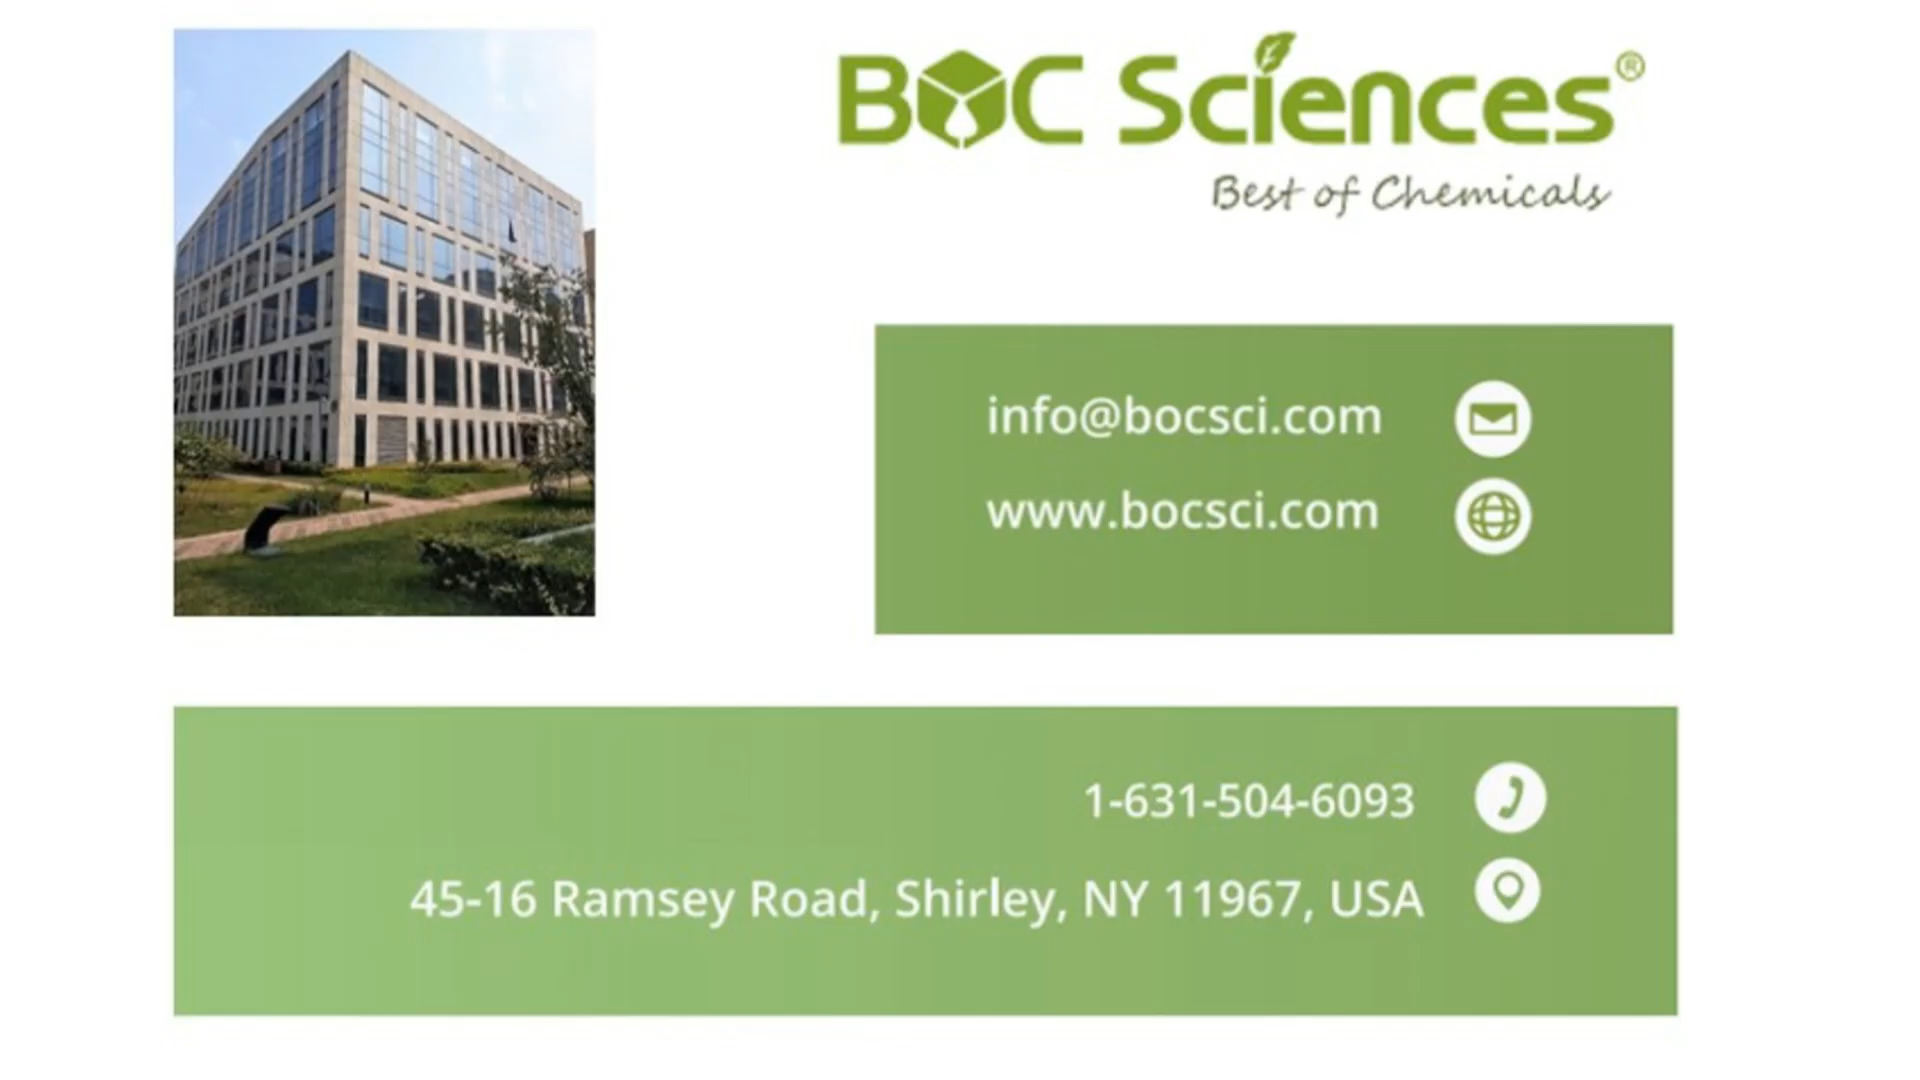 BOC Sciences®
Best of Chemicals
info@bocsci.com
www.bocsci.com
1-631-504-6093
45-16 Ramsey Road, Shirley, NY 11967, USA